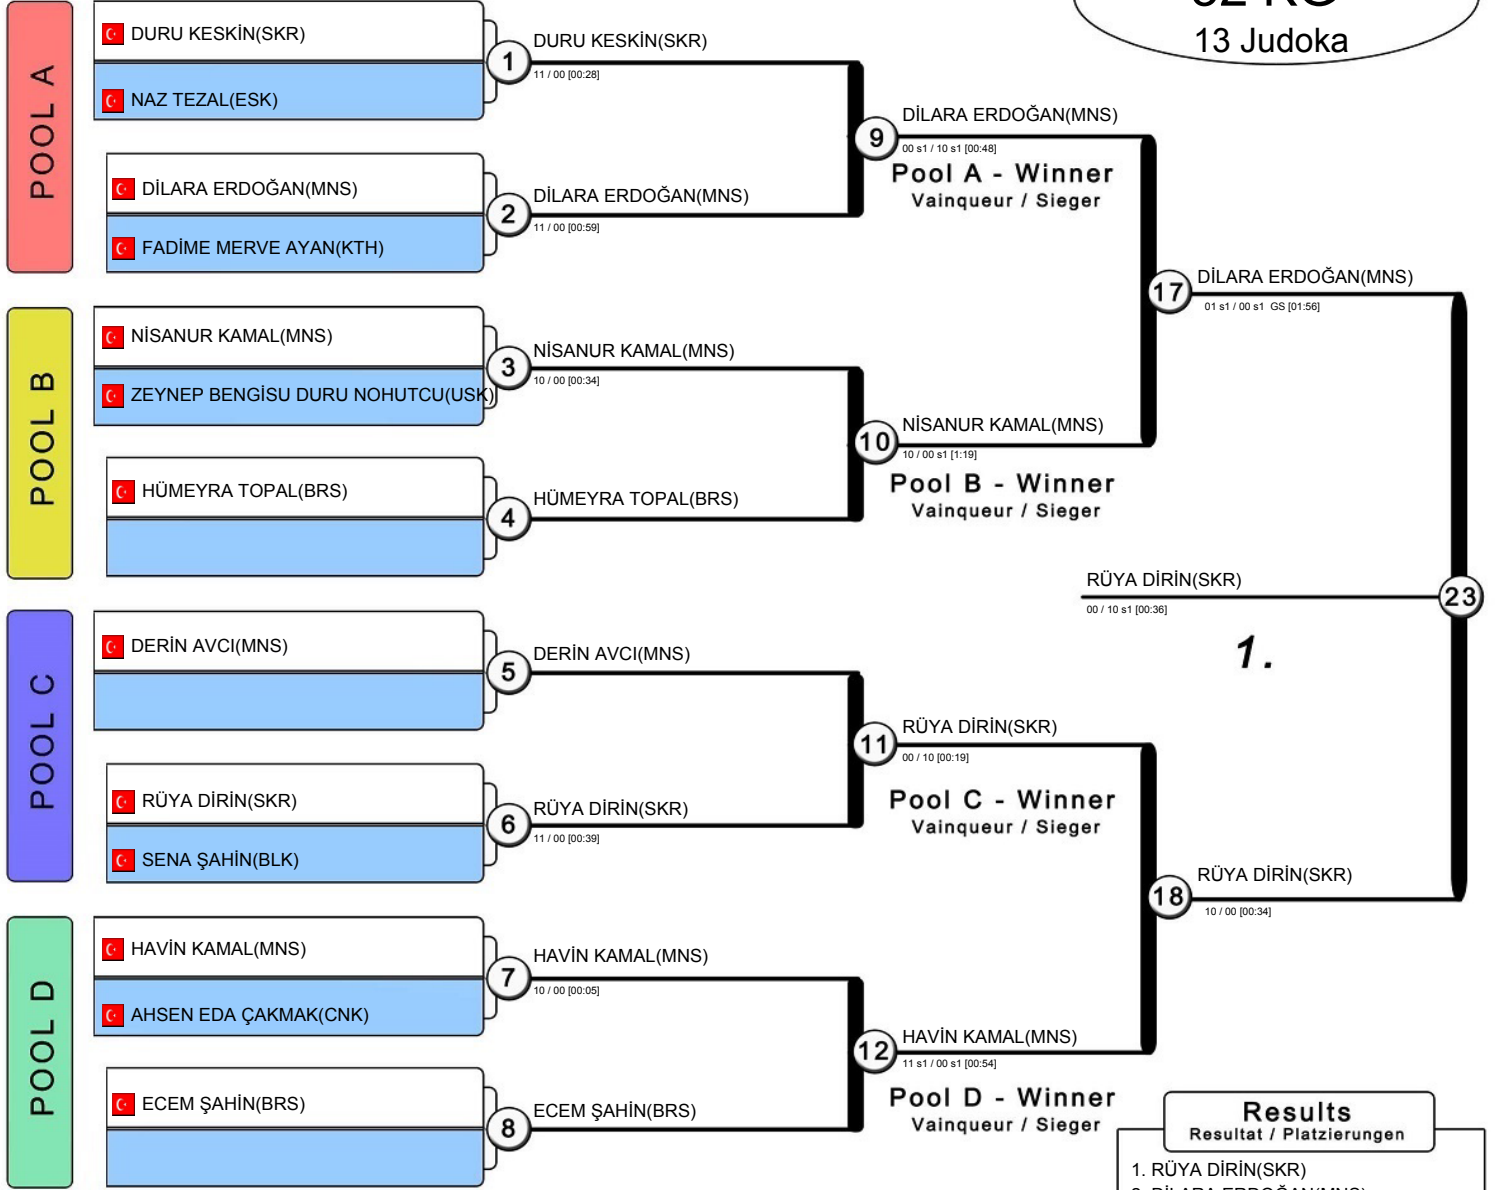 13 Judoka
POOL A
DURU KESKİN(SKR)
NAZ TEZAL(ESK)
1
DURU KESKİN(SKR)
11 / 00 [00:28]
DİLARA ERDOĞAN(MNS)
FADİME MERVE AYAN(KTH)
2
DİLARA ERDOĞAN(MNS)
11 / 00 [00:59]
9
DİLARA ERDOĞAN(MNS)
00 s1 / 10 s1 [00:48]
Pool A - Winner
Vainqueur / Sieger
POOL B
NİSANUR KAMAL(MNS)
ZEYNEP BENGİSU DURU NOHUTCU(USK)
3
NİSANUR KAMAL(MNS)
10 / 00 [00:34]
HÜMEYRA TOPAL(BRS)
4
HÜMEYRA TOPAL(BRS)
10
NİSANUR KAMAL(MNS)
10 / 00 s1 [1:19]
Pool B - Winner
Vainqueur / Sieger
17
DİLARA ERDOĞAN(MNS)
01 s1 / 00 s1 GS [01:56]
POOL C
DERİN AVCI(MNS)
5
DERİN AVCI(MNS)
RÜYA DİRİN(SKR)
SENA ŞAHİN(BLK)
6
RÜYA DİRİN(SKR)
11 / 00 [00:39]
11
RÜYA DİRİN(SKR)
00 / 10 [00:19]
Pool C - Winner
Vainqueur / Sieger
POOL D
HAVİN KAMAL(MNS)
AHSEN EDA ÇAKMAK(CNK)
7
HAVİN KAMAL(MNS)
10 / 00 [00:05]
ECEM ŞAHİN(BRS)
8
ECEM ŞAHİN(BRS)
12
HAVİN KAMAL(MNS)
11 s1 / 00 s1 [00:54]
Pool D - Winner
Vainqueur / Sieger
18
RÜYA DİRİN(SKR)
10 / 00 [00:34]
23
RÜYA DİRİN(SKR)
00 / 10 s1 [00:36]
1.
Results
Resultat / Platzierungen
1. RÜYA DİRİN(SKR)
2. DİLARA ERDOĞAN(MNS)